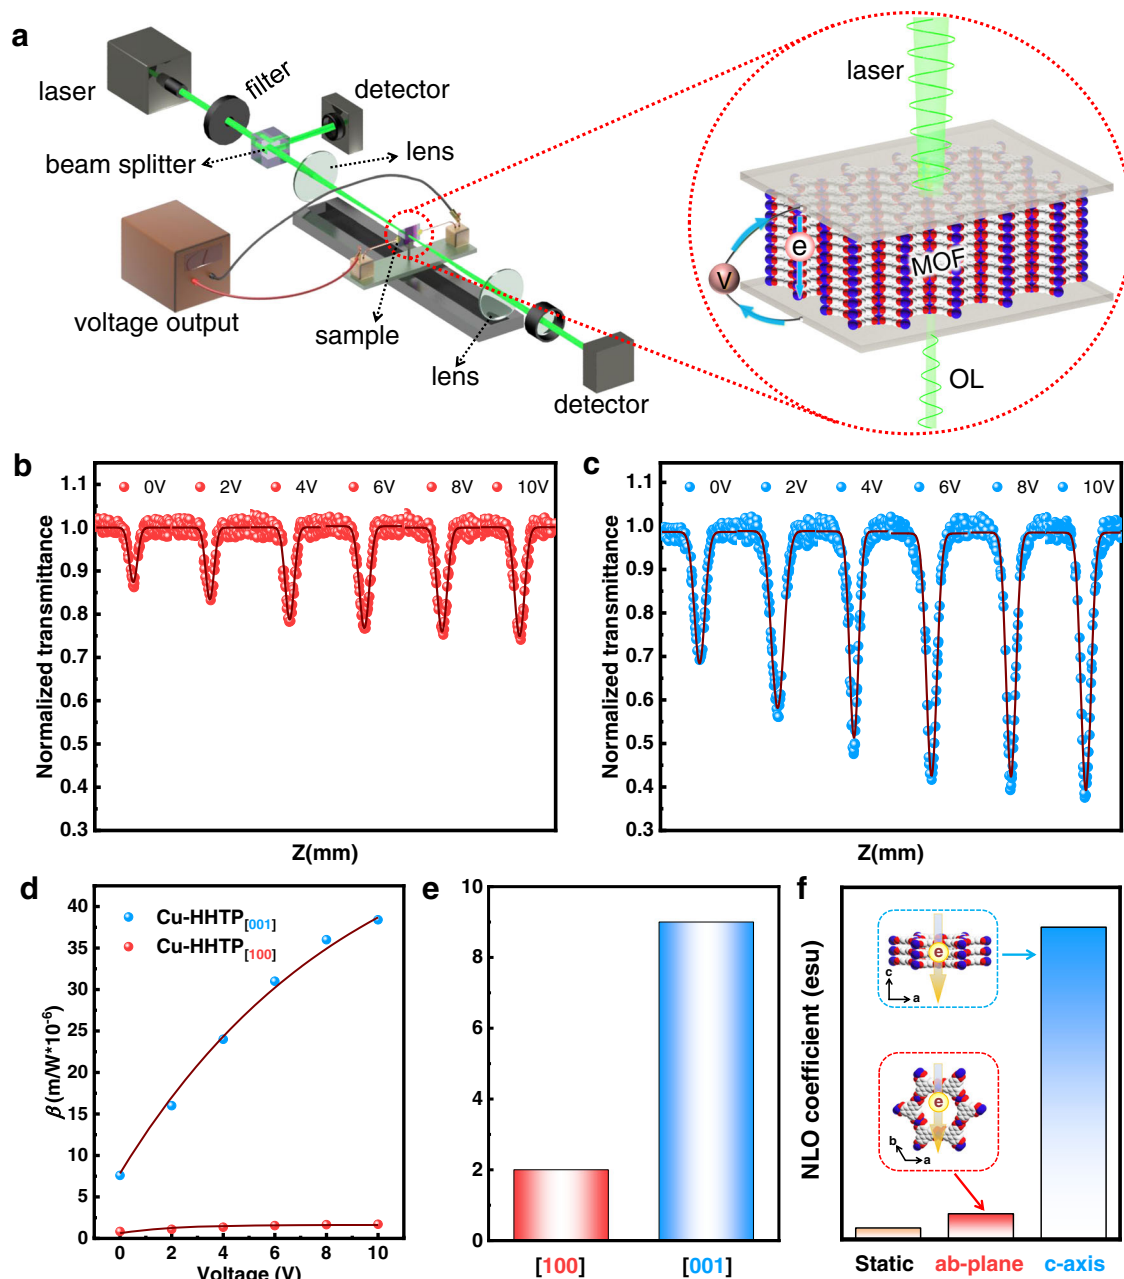 a
laser
filter
detector
beam splitter
lens
voltage output
sample
lens
detector
laser
e
V
MOF
OL
b
1.1
1.0
0.9
0.8
0.7
0.6
0.5
0.4
0.3
0V 2V 4V 6V 8V 10V
Normalized transmittance
Z(mm)
c
1.1
1.0
0.9
0.8
0.7
0.6
0.5
0.4
0.3
0V 2V 4V 6V 8V 10V
Normalized transmittance
Z(mm)
d
40
35
30
25
20
15
10
5
0
Cu-HHTP[001]
Cu-HHTP[100]
β (m/W*10-6)
0 2 4 6 8 10
Voltage (V)
e
10
8
6
4
2
0
[100] [001]
f
NLO coefficient (esu)
e
c
a
e
b
a
Static ab-plane c-axis